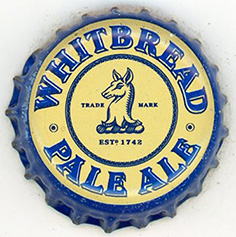 WHITBREAD
TRADE MARK
ESTD. 1742
PALE ALE